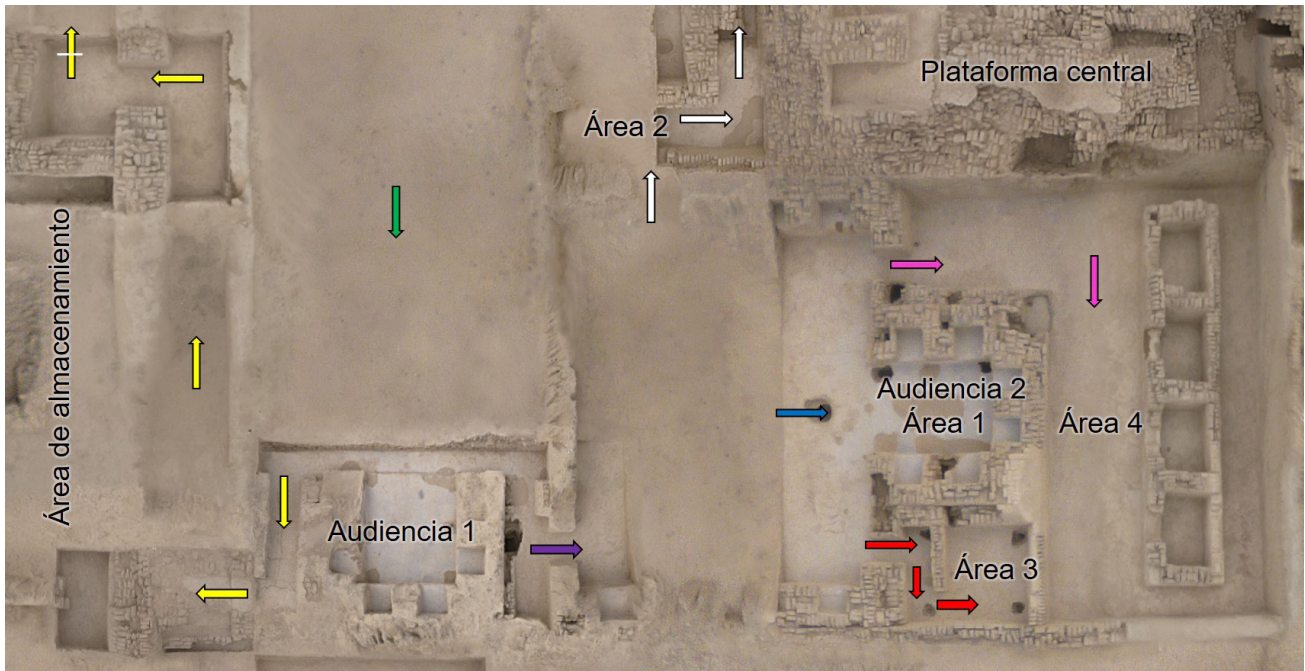 Plataforma central
Área 2
Área de almacenamiento
Audiencia 2
Área 1
Área 4
Audiencia 1
Área 3